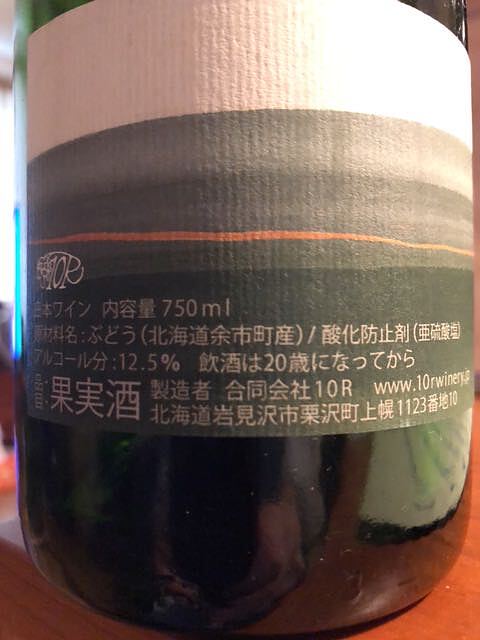 10R
日本ワイン 内容量 750ml
原材料名:ぶどう(北海道余市町産)/ 酸化防止剤(亜硫酸塩)
アルコール分:12.5% 飲酒は20歳になってから
品目・果実酒 製造者 合同会社10R www.10rwinery.jp
北海道岩見沢市栗沢町上幌1123番地10